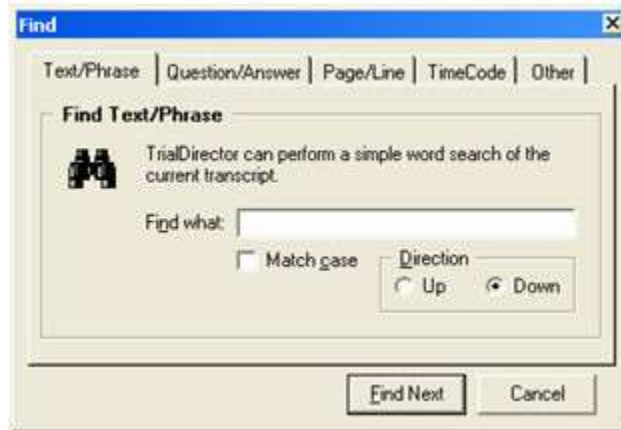 Find
Text/Phrase Question/Answer Page/Line TimeCode Other
Find Text/Phrase
TrialDirector can perform a simple word search of the
current transcript.
Find what:
Match case Direction
Up Down
Find Next Cancel